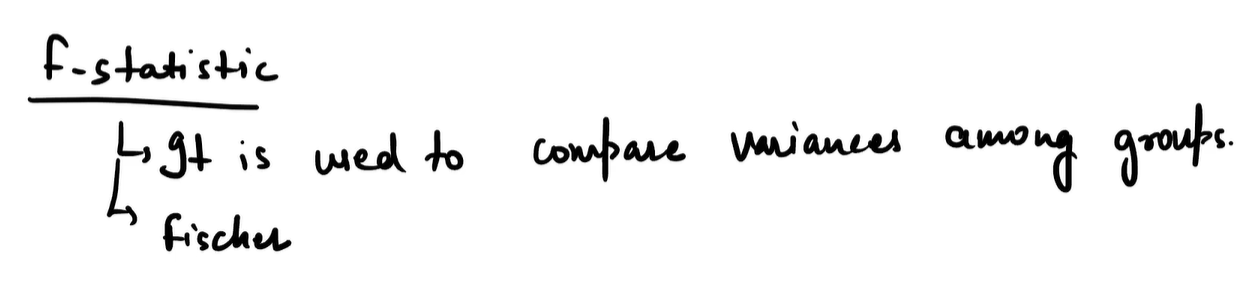 f-statistic
↳ It is used to compare variances among groups.
↳ fischer